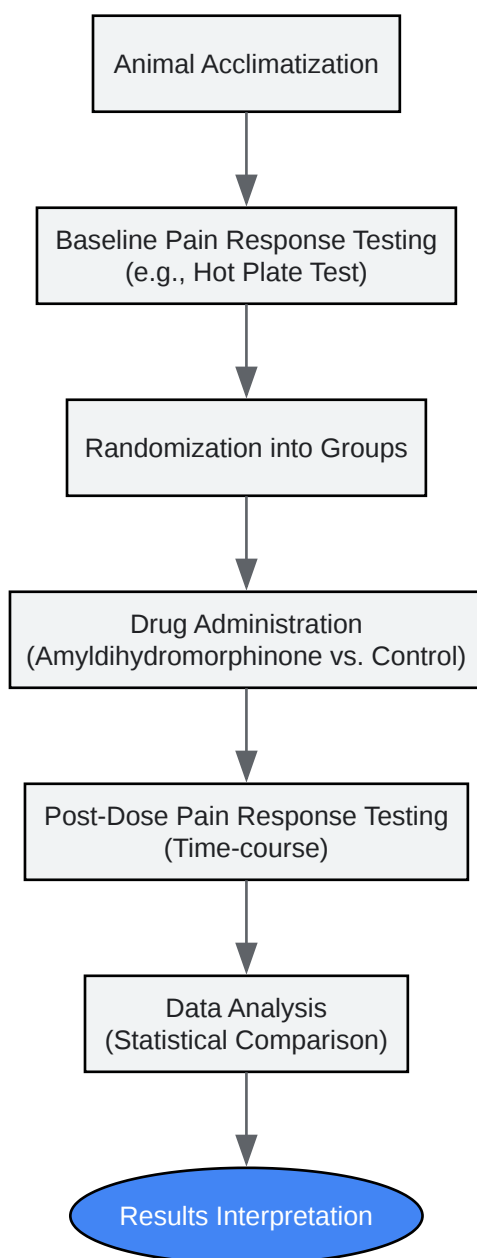 Animal Acclimatization
Baseline Pain Response Testing
(e.g., Hot Plate Test)
Randomization into Groups
Drug Administration
(Amyldihydromorphinone vs. Control)
Post-Dose Pain Response Testing
(Time-course)
Data Analysis
(Statistical Comparison)
Results Interpretation